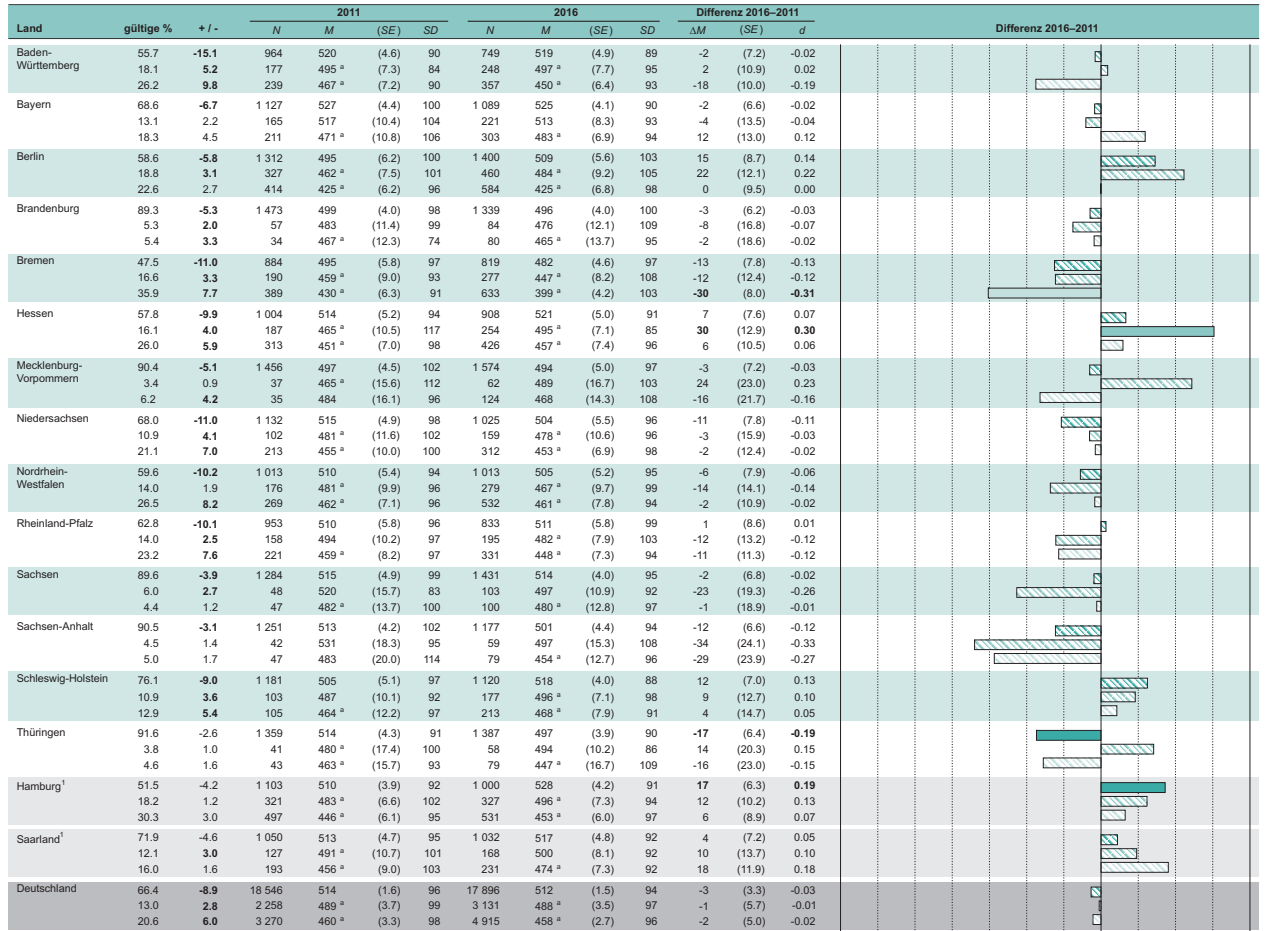 2011 2016 Differenz 2016–2011
Land gültige % + / - N M (SE) SD N M (SE) SD ΔM (SE) d Differenz 2016–2011
Baden- 55.7 -15.1 964 520 (4.6) 90 749 519 (4.9) 89 -2 (7.2) -0.02
Württemberg 18.1 5.2 177 495 a (7.3) 84 248 497 a (7.7) 95 2 (10.9) 0.02
26.2 9.8 239 467 a (7.2) 90 357 450 a (6.4) 93 -18 (10.0) -0.19
Bayern 68.6 -6.7 1 127 527 (4.4) 100 1 089 525 (4.1) 90 -2 (6.6) -0.02
13.1 2.2 165 517 (10.4) 104 221 513 (8.3) 93 -4 (13.5) -0.04
18.3 4.5 211 471 a (10.8) 106 303 483 a (6.9) 94 12 (13.0) 0.12
Berlin 58.6 -5.8 1 312 495 (6.2) 100 1 400 509 (5.6) 103 15 (8.7) 0.14
18.8 3.1 327 462 a (7.5) 101 460 484 a (9.2) 105 22 (12.1) 0.22
22.6 2.7 414 425 a (6.2) 96 584 425 a (6.8) 98 0 (9.5) 0.00
Brandenburg 89.3 -5.3 1 473 499 (4.0) 98 1 339 496 (4.0) 100 -3 (6.2) -0.03
5.3 2.0 57 483 (11.4) 99 84 476 (12.1) 109 -8 (16.8) -0.07
5.4 3.3 34 467 a (12.3) 74 80 465 a (13.7) 95 -2 (18.6) -0.02
Bremen 47.5 -11.0 884 495 (5.8) 97 819 482 (4.6) 97 -13 (7.8) -0.13
16.6 3.3 190 459 a (9.0) 93 277 447 a (8.2) 108 -12 (12.4) -0.12
35.9 7.7 389 430 a (6.3) 91 633 399 a (4.2) 103 -30 (8.0) -0.31
Hessen 57.8 -9.9 1 004 514 (5.2) 94 908 521 (5.0) 91 7 (7.6) 0.07
16.1 4.0 187 465 a (10.5) 117 254 495 a (7.1) 85 30 (12.9) 0.30
26.0 5.9 313 451 a (7.0) 98 426 457 a (7.4) 96 6 (10.5) 0.06
Mecklenburg- 90.4 -5.1 1 456 497 (4.5) 102 1 574 494 (5.0) 97 -3 (7.2) -0.03
Vorpommern 3.4 0.9 37 465 a (15.6) 112 62 489 (16.7) 103 24 (23.0) 0.23
6.2 4.2 35 484 (16.1) 96 124 468 (14.3) 108 -16 (21.7) -0.16
Niedersachsen 68.0 -11.0 1 132 515 (4.9) 98 1 025 504 (5.5) 96 -11 (7.8) -0.11
10.9 4.1 102 481 a (11.6) 102 159 478 a (10.6) 96 -3 (15.9) -0.03
21.1 7.0 213 455 a (10.0) 100 312 453 a (6.9) 98 -2 (12.4) -0.02
Nordrhein- 59.6 -10.2 1 013 510 (5.4) 94 1 013 505 (5.2) 95 -6 (7.9) -0.06
Westfalen 14.0 1.9 176 481 a (9.9) 96 279 467 a (9.7) 99 -14 (14.1) -0.14
26.5 8.2 269 462 a (7.1) 96 532 461 a (7.8) 94 -2 (10.9) -0.02
Rheinland-Pfalz 62.8 -10.1 953 510 (5.8) 96 833 511 (5.8) 99 1 (8.6) 0.01
14.0 2.5 158 494 (10.2) 97 195 482 a (7.9) 103 -12 (13.2) -0.12
23.2 7.6 221 459 a (8.2) 97 331 448 a (7.3) 94 -11 (11.3) -0.12
Sachsen 89.6 -3.9 1 284 515 (4.9) 99 1 431 514 (4.0) 95 -2 (6.8) -0.02
6.0 2.7 48 520 (15.7) 83 103 497 (10.9) 92 -23 (19.3) -0.26
4.4 1.2 47 482 a (13.7) 100 100 480 a (12.8) 97 -1 (18.9) -0.01
Sachsen-Anhalt 90.5 -3.1 1 251 513 (4.2) 102 1 177 501 (4.4) 94 -12 (6.6) -0.12
4.5 1.4 42 531 (18.3) 95 59 497 (15.3) 108 -34 (24.1) -0.33
5.0 1.7 47 483 (20.0) 114 79 454 a (12.7) 96 -29 (23.9) -0.27
Schleswig-Holstein 76.1 -9.0 1 181 505 (5.1) 97 1 120 518 (4.0) 88 12 (7.0) 0.13
10.9 3.6 103 487 (10.1) 92 177 496 a (7.1) 98 9 (12.7) 0.10
12.9 5.4 105 464 a (12.2) 97 213 468 a (7.9) 91 4 (14.7) 0.05
Thüringen 91.6 -2.6 1 359 514 (4.3) 91 1 387 497 (3.9) 90 -17 (6.4) -0.19
3.8 1.0 41 480 a (17.4) 100 58 494 (10.2) 86 14 (20.3) 0.15
4.6 1.6 43 463 a (15.7) 93 79 447 a (16.7) 109 -16 (23.0) -0.15
Hamburg1 51.5 -4.2 1 103 510 (3.9) 92 1 000 528 (4.2) 91 17 (6.3) 0.19
18.2 1.2 321 483 a (6.6) 102 327 496 a (7.3) 94 12 (10.2) 0.13
30.3 3.0 497 446 a (6.1) 95 531 453 a (6.0) 97 6 (8.9) 0.07
Saarland1 71.9 -4.6 1 050 513 (4.7) 95 1 032 517 (4.8) 92 4 (7.2) 0.05
12.1 3.0 127 491 a (10.7) 101 168 500 (8.1) 92 10 (13.7) 0.10
16.0 1.6 193 456 a (9.0) 103 231 474 a (7.3) 92 18 (11.9) 0.18
Deutschland 66.4 -8.9 18 546 514 (1.6) 96 17 896 512 (1.5) 94 -3 (3.3) -0.03
13.0 2.8 2 258 489 a (3.7) 99 3 131 488 a (3.5) 97 -1 (5.7) -0.01
20.6 6.0 3 270 460 a (3.3) 98 4 915 458 a (2.7) 96 -2 (5.0) -0.02